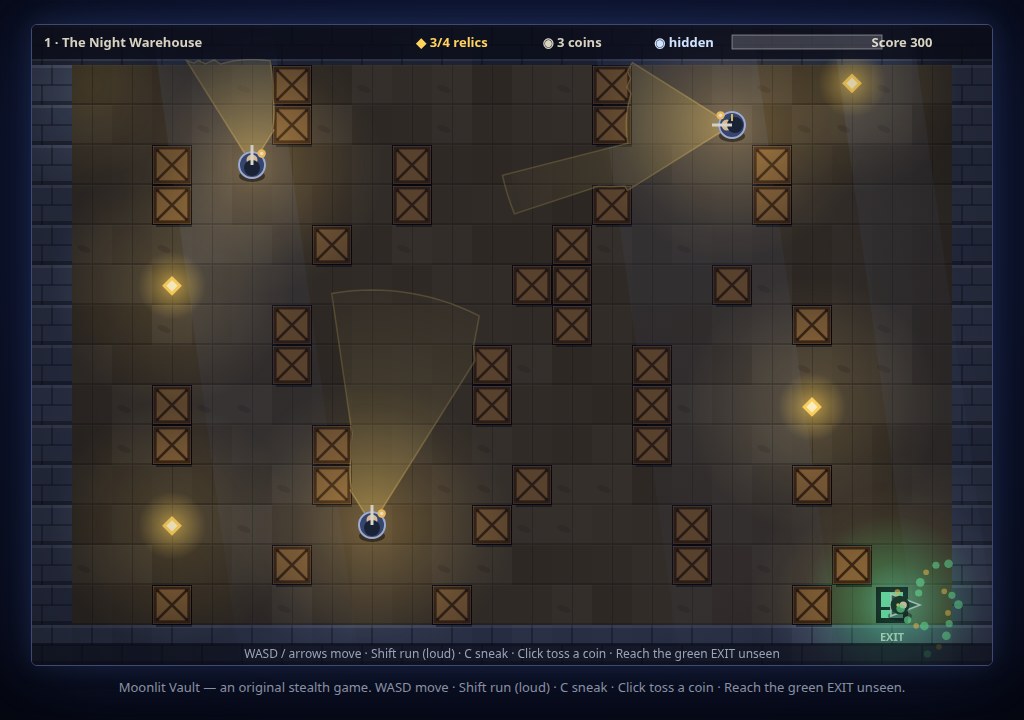 1 · The Night Warehouse
◆ 3/4 relics
◉ 3 coins
◉ hidden
Score 300
EXIT
WASD / arrows move · Shift run (loud) · C sneak · Click toss a coin · Reach the green EXIT unseen
Moonlit Vault — an original stealth game. WASD move · Shift run (loud) · C sneak · Click toss a coin · Reach the green EXIT unseen.